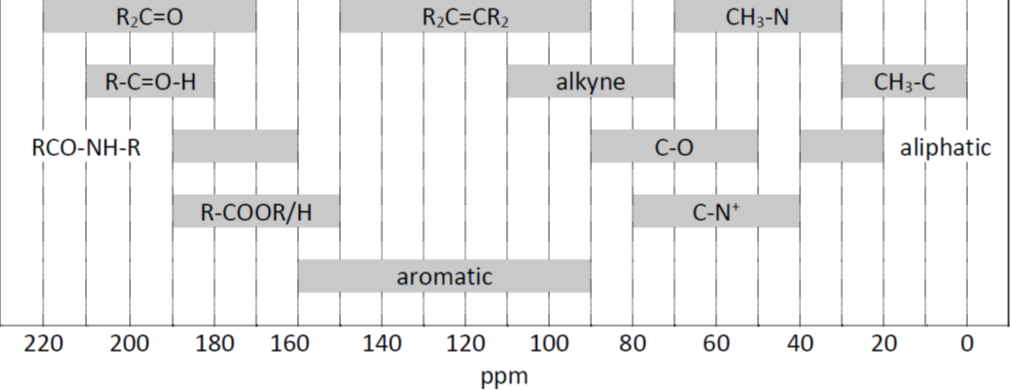 R₂C=O R₂C=CR₂ CH₃-N
R-C=O-H alkyne CH₃-C
RCO-NH-R C-O aliphatic
R-COOR/H C-N⁺
aromatic
220 200 180 160 140 120 100 80 60 40 20 0
ppm